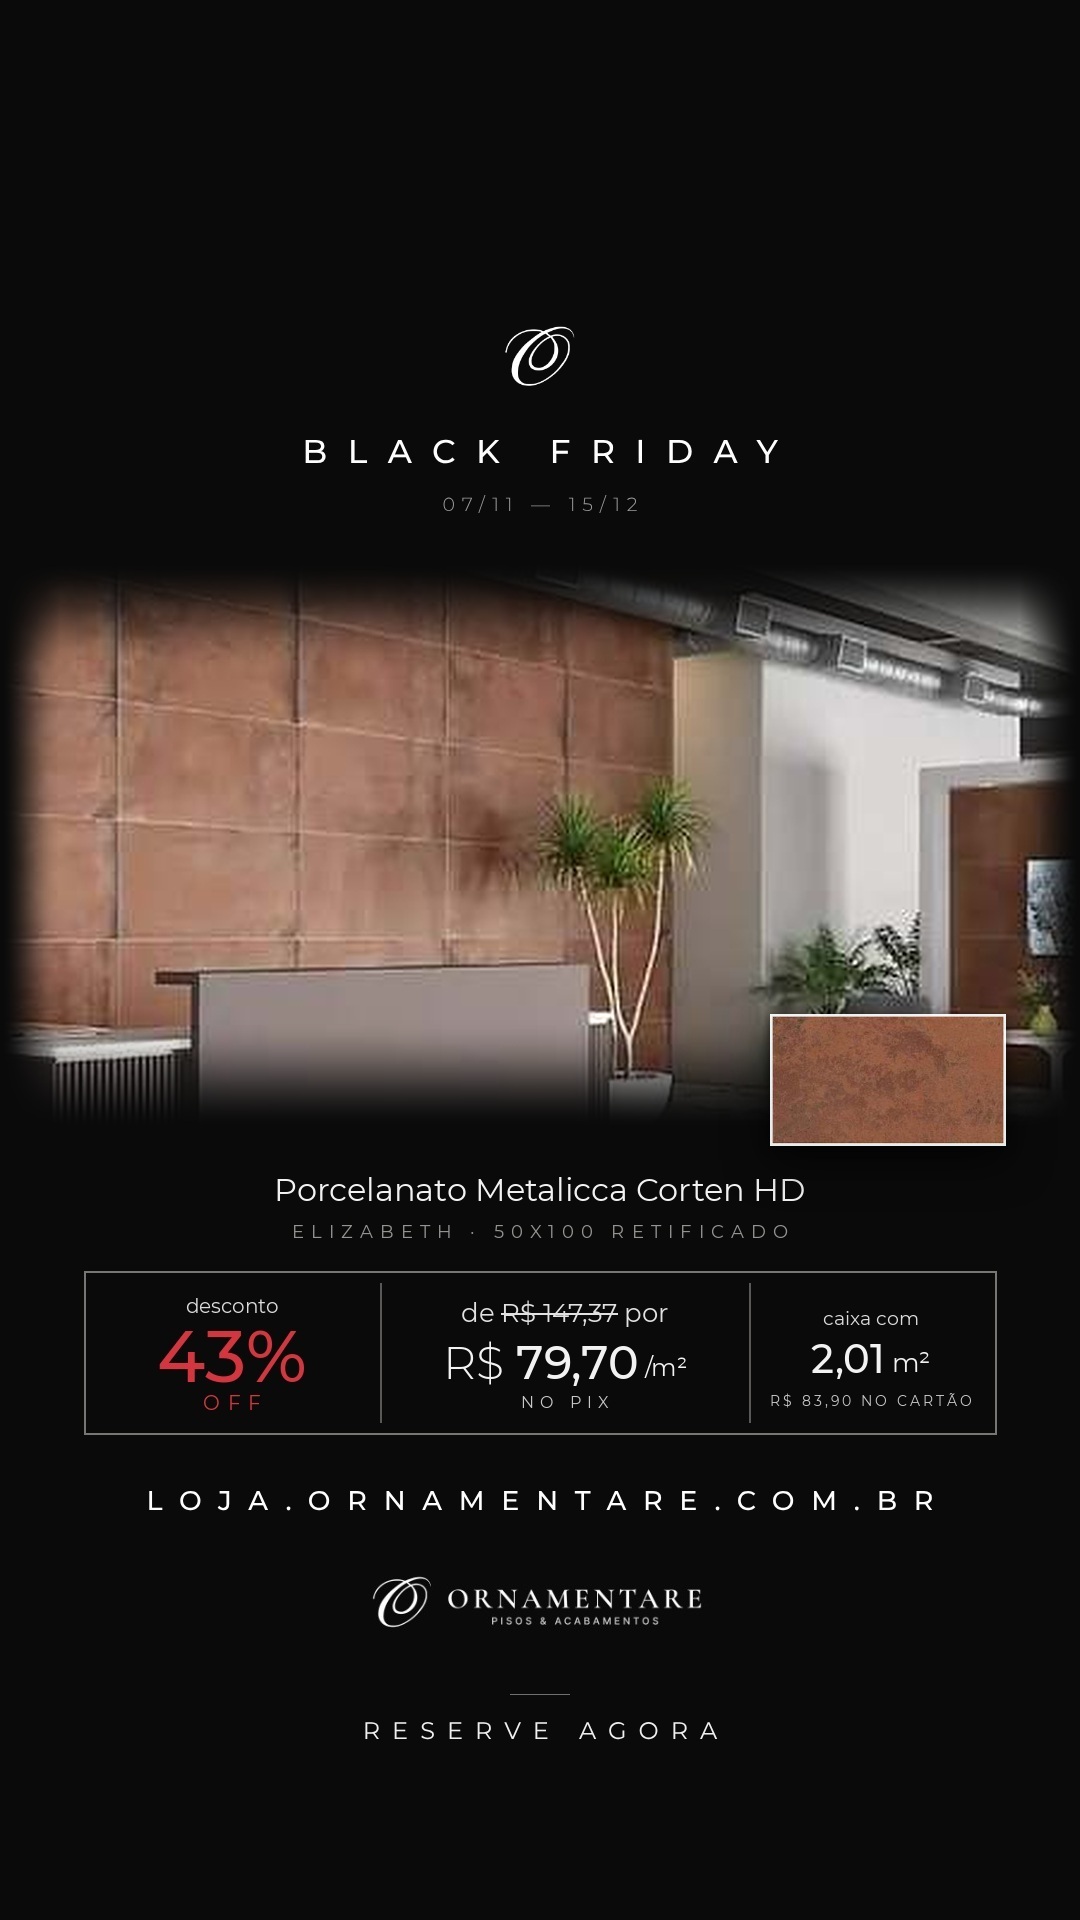 O
BLACK FRIDAY
07/11 — 15/12
Porcelanato Metalicca Corten HD
ELIZABETH · 50X100 RETIFICADO
desconto
43%
OFF
de R$ 147,37 por
R$ 79,70 /m²
NO PIX
caixa com
2,01 m²
R$ 83,90 NO CARTÃO
LOJA.ORNAMENTARE.COM.BR
O ORNAMENTARE
PISOS & ACABAMENTOS
RESERVE AGORA